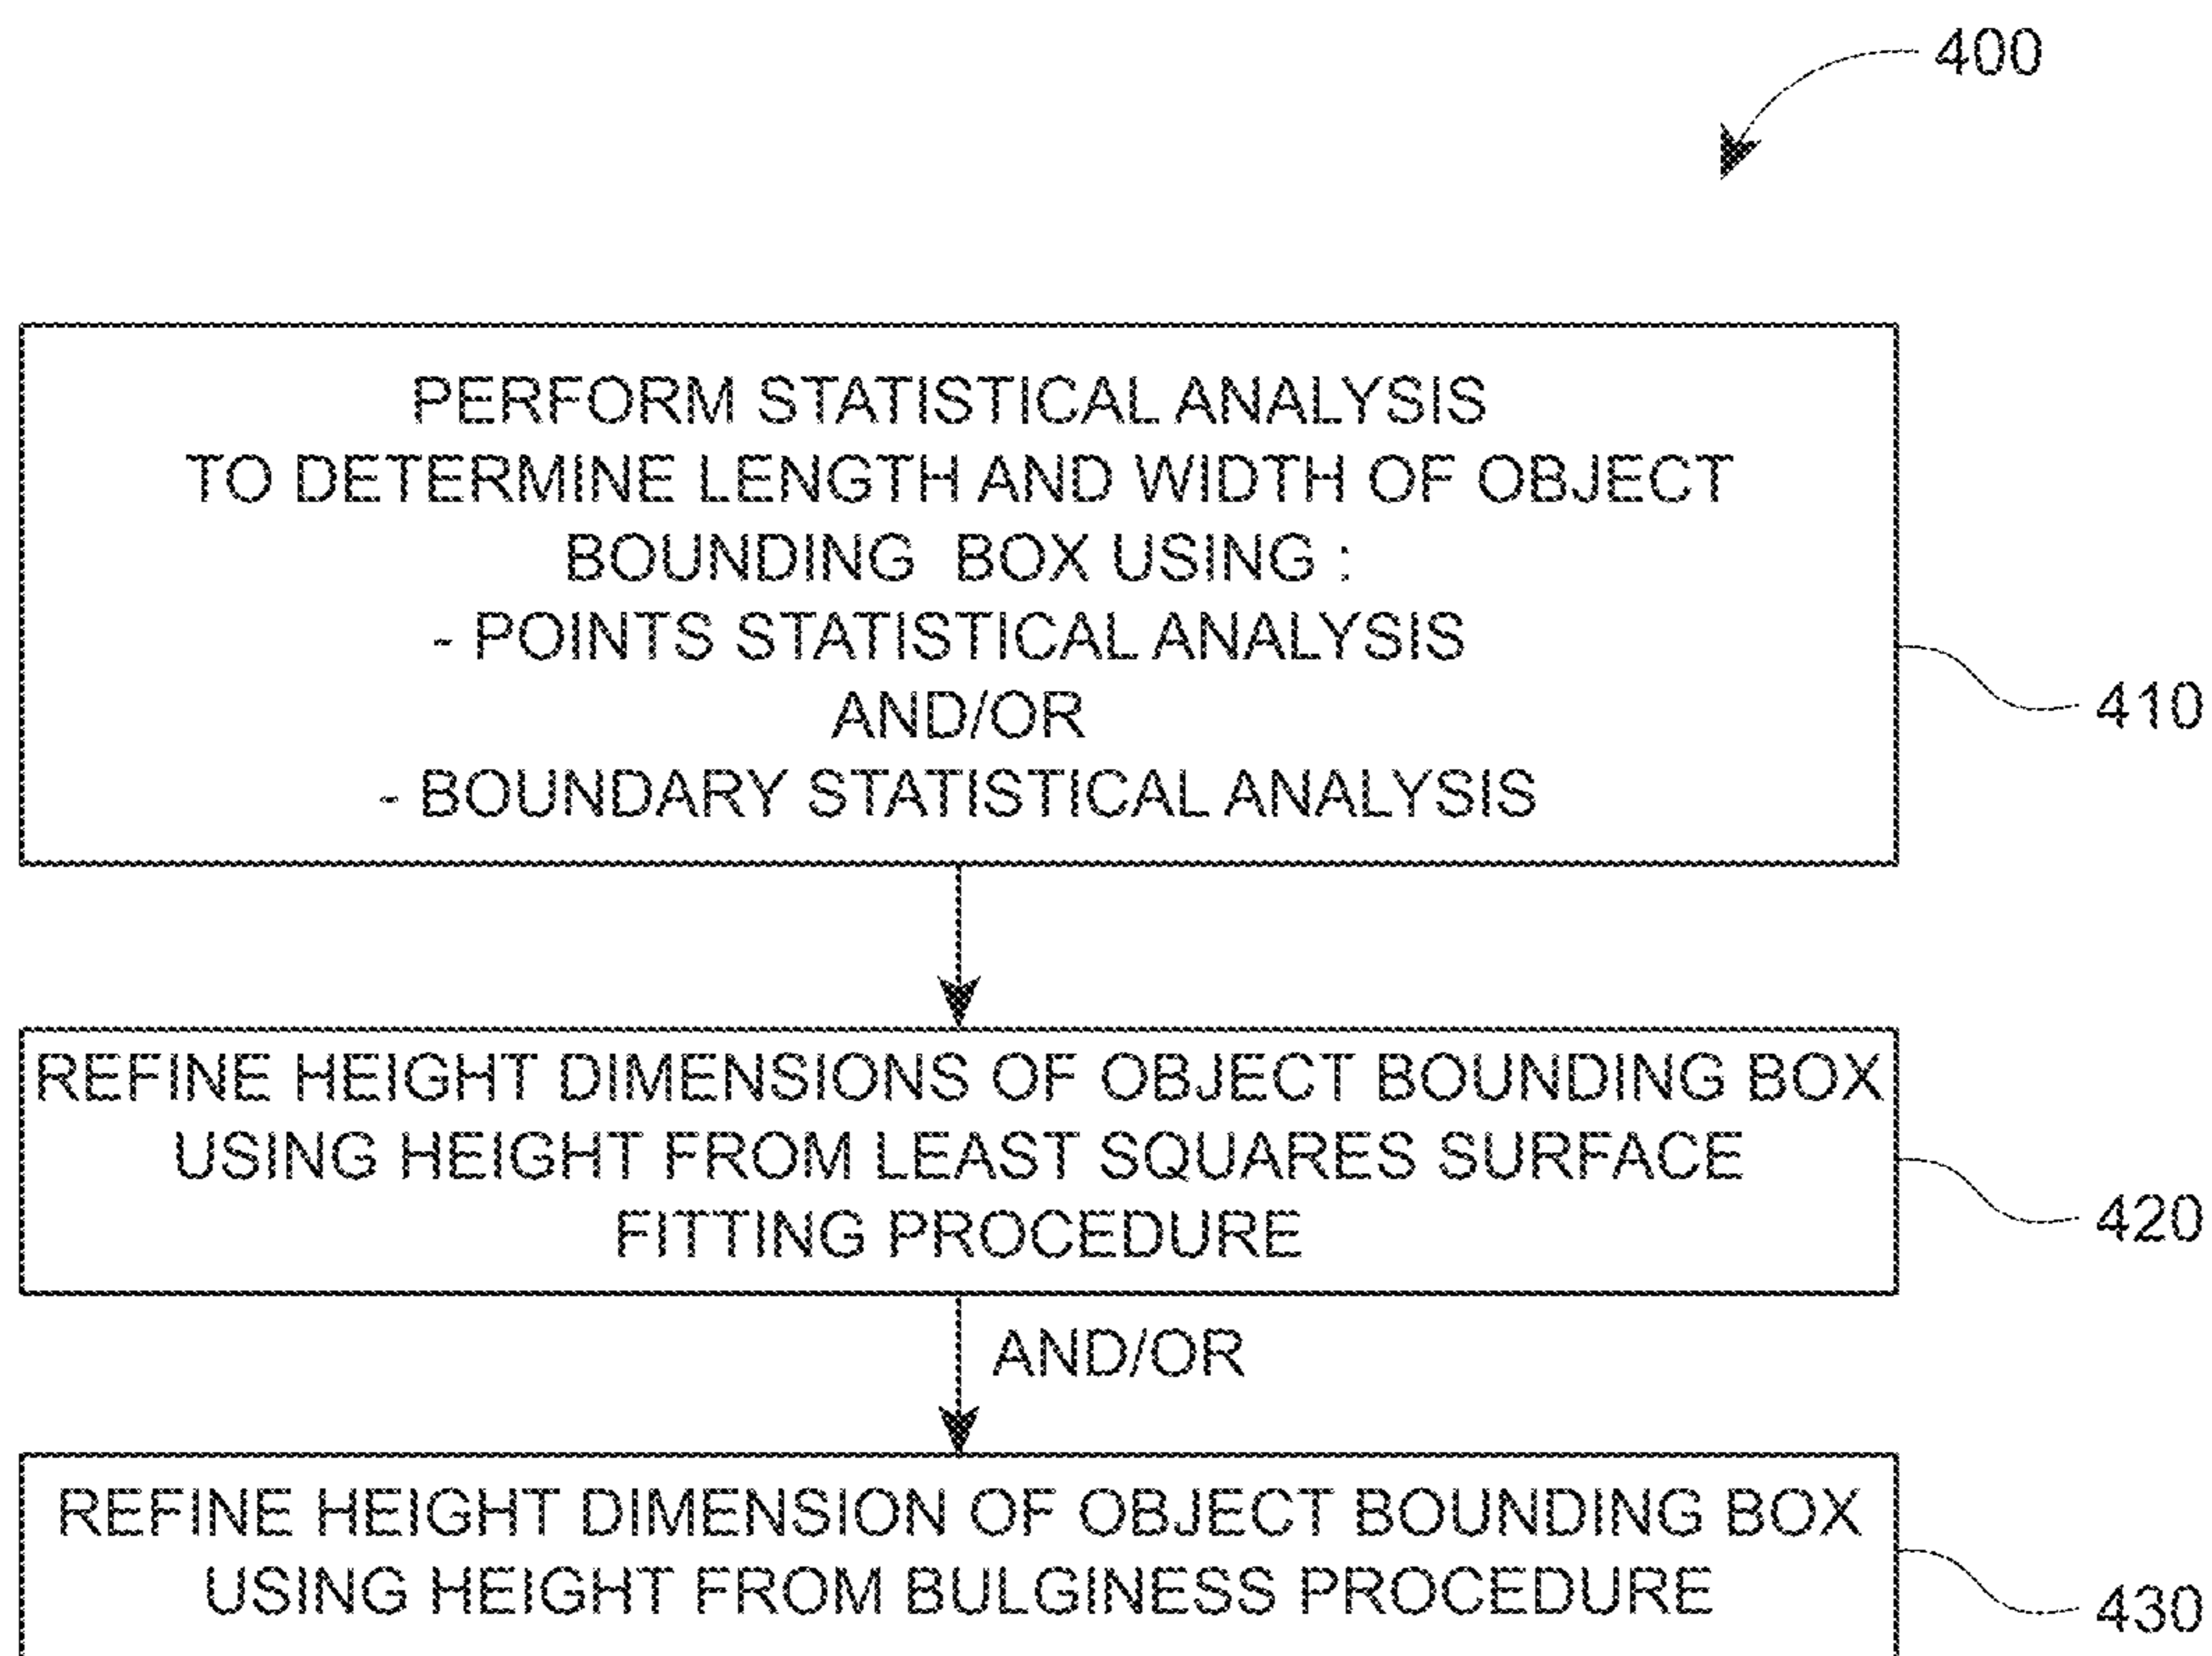 400
PERFORM STATISTICAL ANALYSIS
TO DETERMINE LENGTH AND WIDTH OF OBJECT
BOUNDING BOX USING :
- POINTS STATISTICAL ANALYSIS
AND/OR
- BOUNDARY STATISTICAL ANALYSIS
410
REFINE HEIGHT DIMENSIONS OF OBJECT BOUNDING BOX
USING HEIGHT FROM LEAST SQUARES SURFACE
FITTING PROCEDURE
420
AND/OR
REFINE HEIGHT DIMENSION OF OBJECT BOUNDING BOX
USING HEIGHT FROM BULGINESS PROCEDURE
430